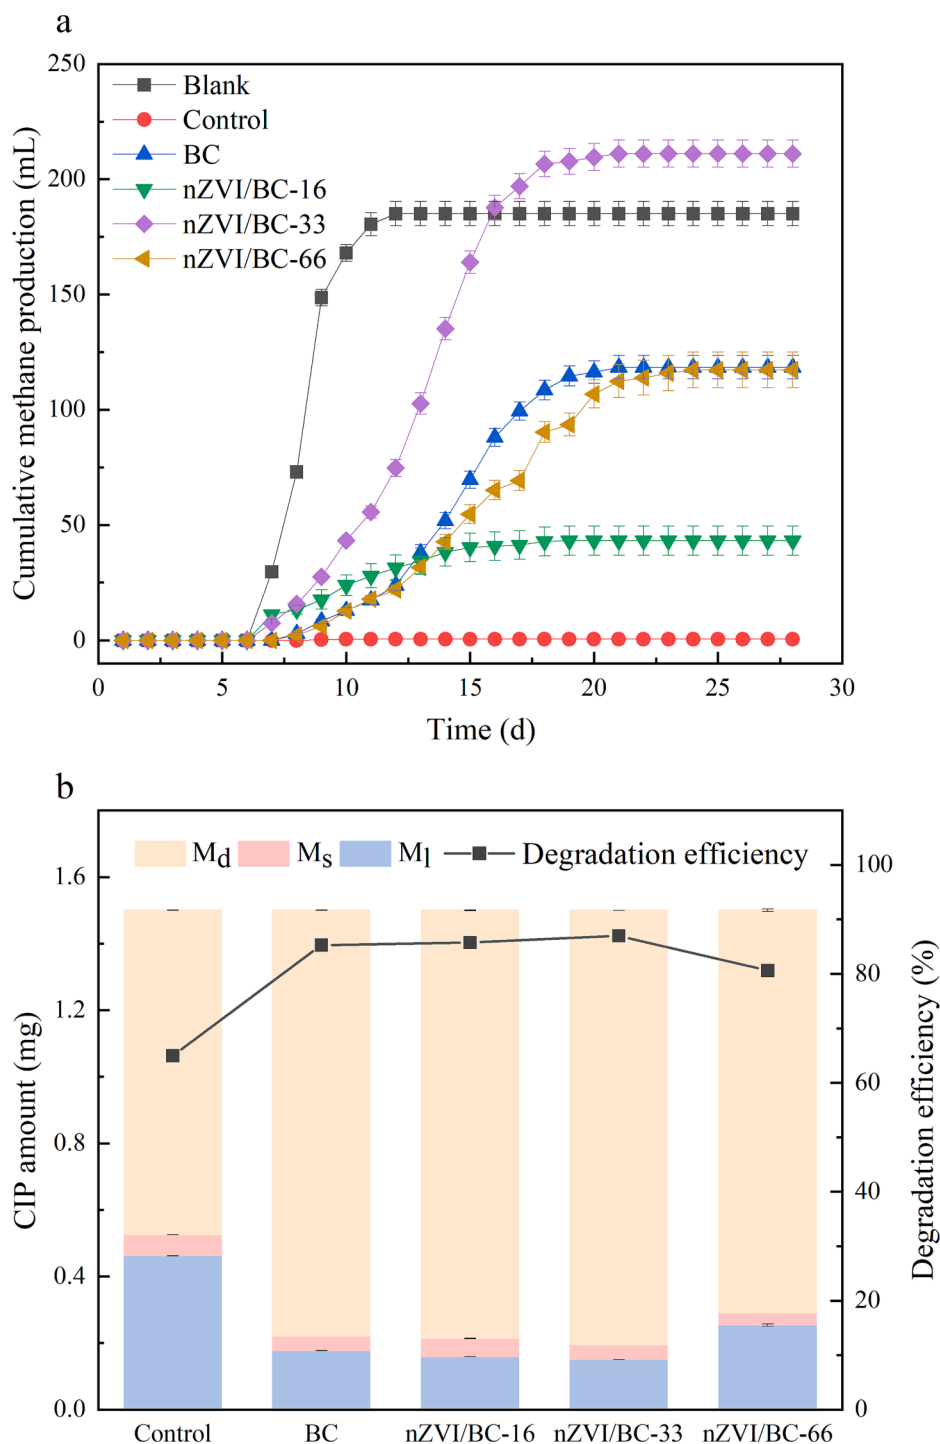 a
250
200
150
100
50
0
Cumulative methane production (mL)
Blank
Control
BC
nZVI/BC-16
nZVI/BC-33
nZVI/BC-66
0 5 10 15 20 25 30
Time (d)
b
M_d M_s M_l Degradation efficiency
1.6
1.2
0.8
0.4
0.0
CIP amount (mg)
100
80
60
40
20
0
Degradation efficiency (%)
Control BC nZVI/BC-16 nZVI/BC-33 nZVI/BC-66